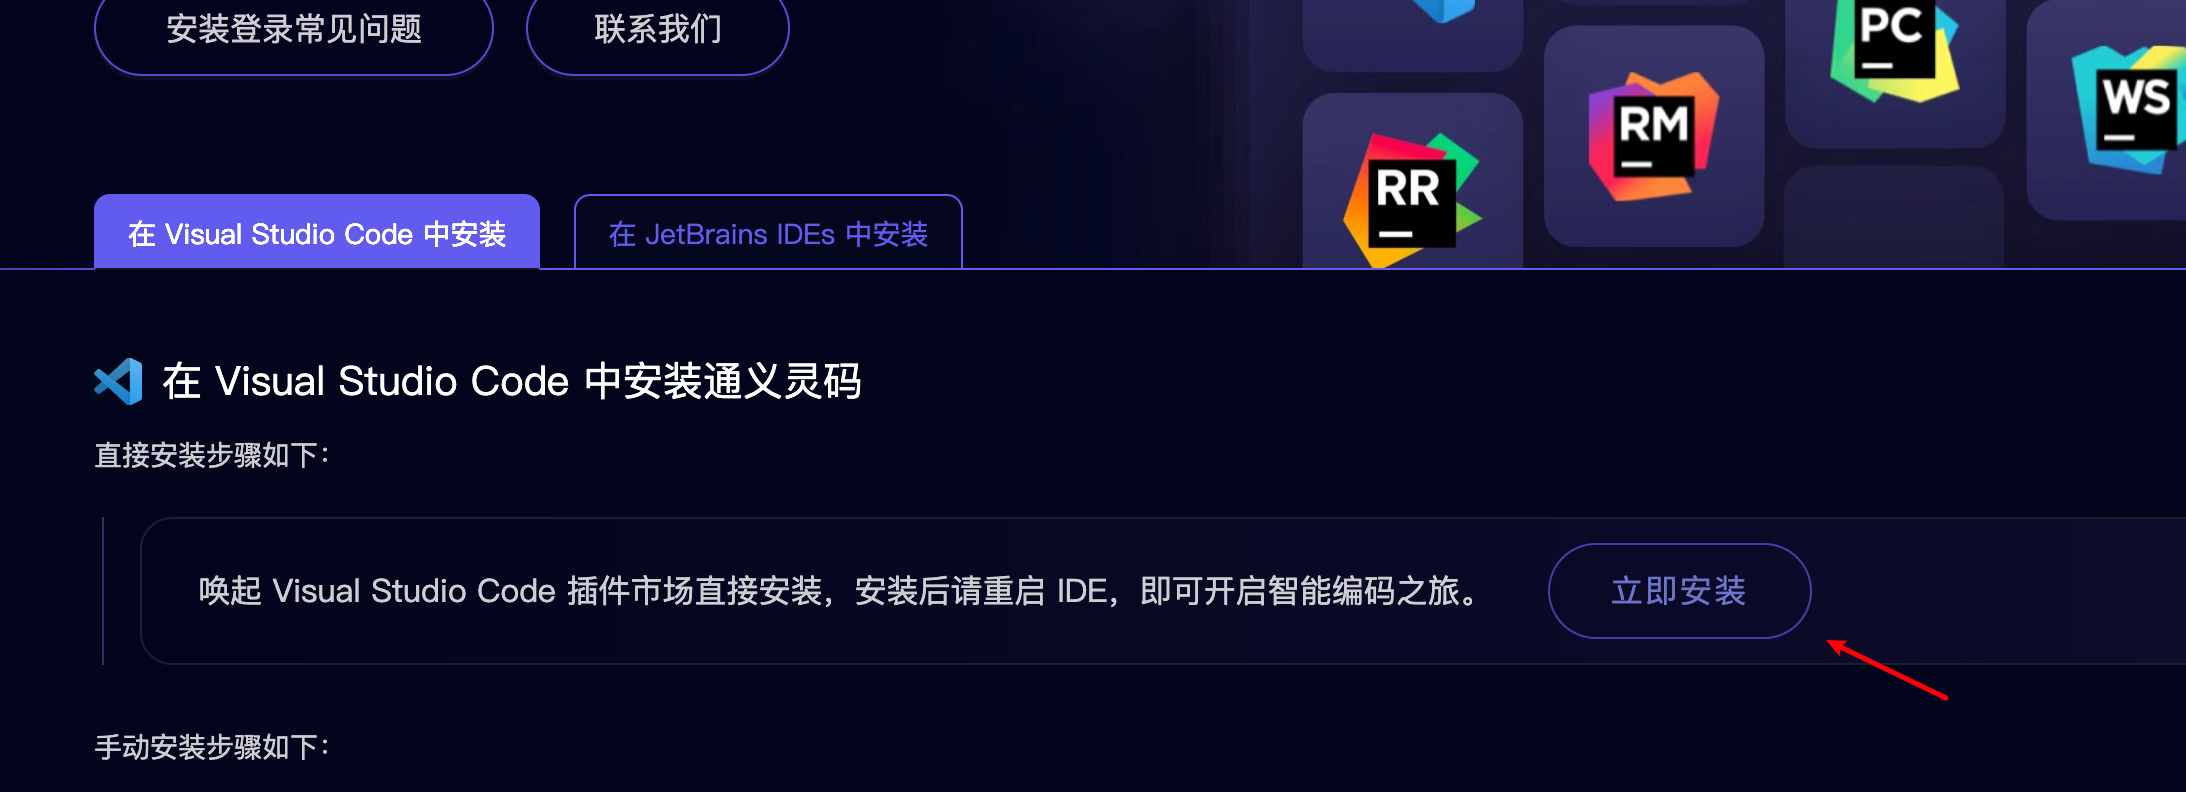 安装登录常见问题
联系我们
PC
RM
WS
RR
在 Visual Studio Code 中安装
在 JetBrains IDEs 中安装
在 Visual Studio Code 中安装通义灵码
直接安装步骤如下：
唤起 Visual Studio Code 插件市场直接安装，安装后请重启 IDE，即可开启智能编码之旅。
立即安装
手动安装步骤如下：